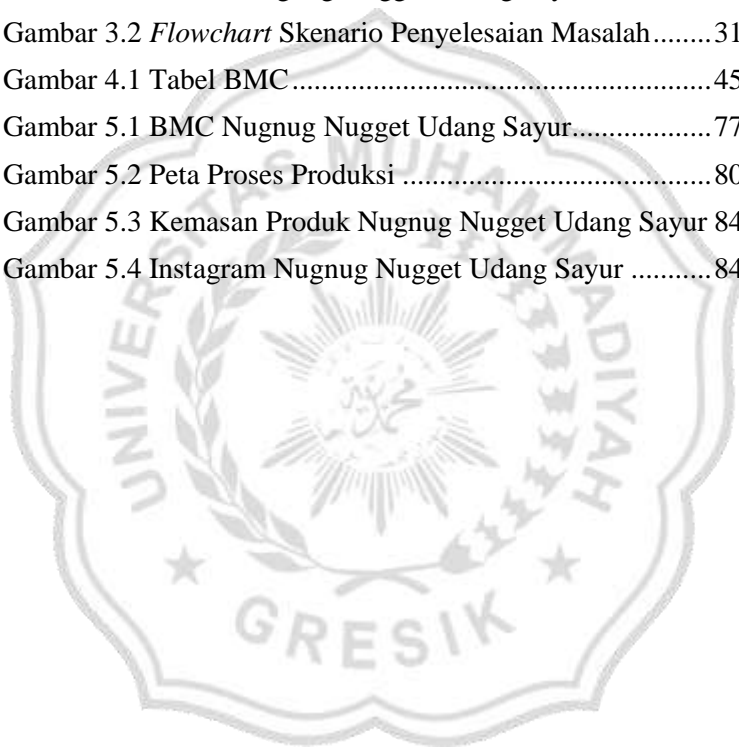 Gambar 3.2 Flowchart Skenario Penyelesaian Masalah........31
Gambar 4.1 Tabel BMC........................................................45
Gambar 5.1 BMC Nugnug Nugget Udang Sayur...................77
Gambar 5.2 Peta Proses Produksi .........................................80
Gambar 5.3 Kemasan Produk Nugnug Nugget Udang Sayur 84
Gambar 5.4 Instagram Nugnug Nugget Udang Sayur ...........84
UNIVERSITAS MUHAMMADIYAH
GRESIK